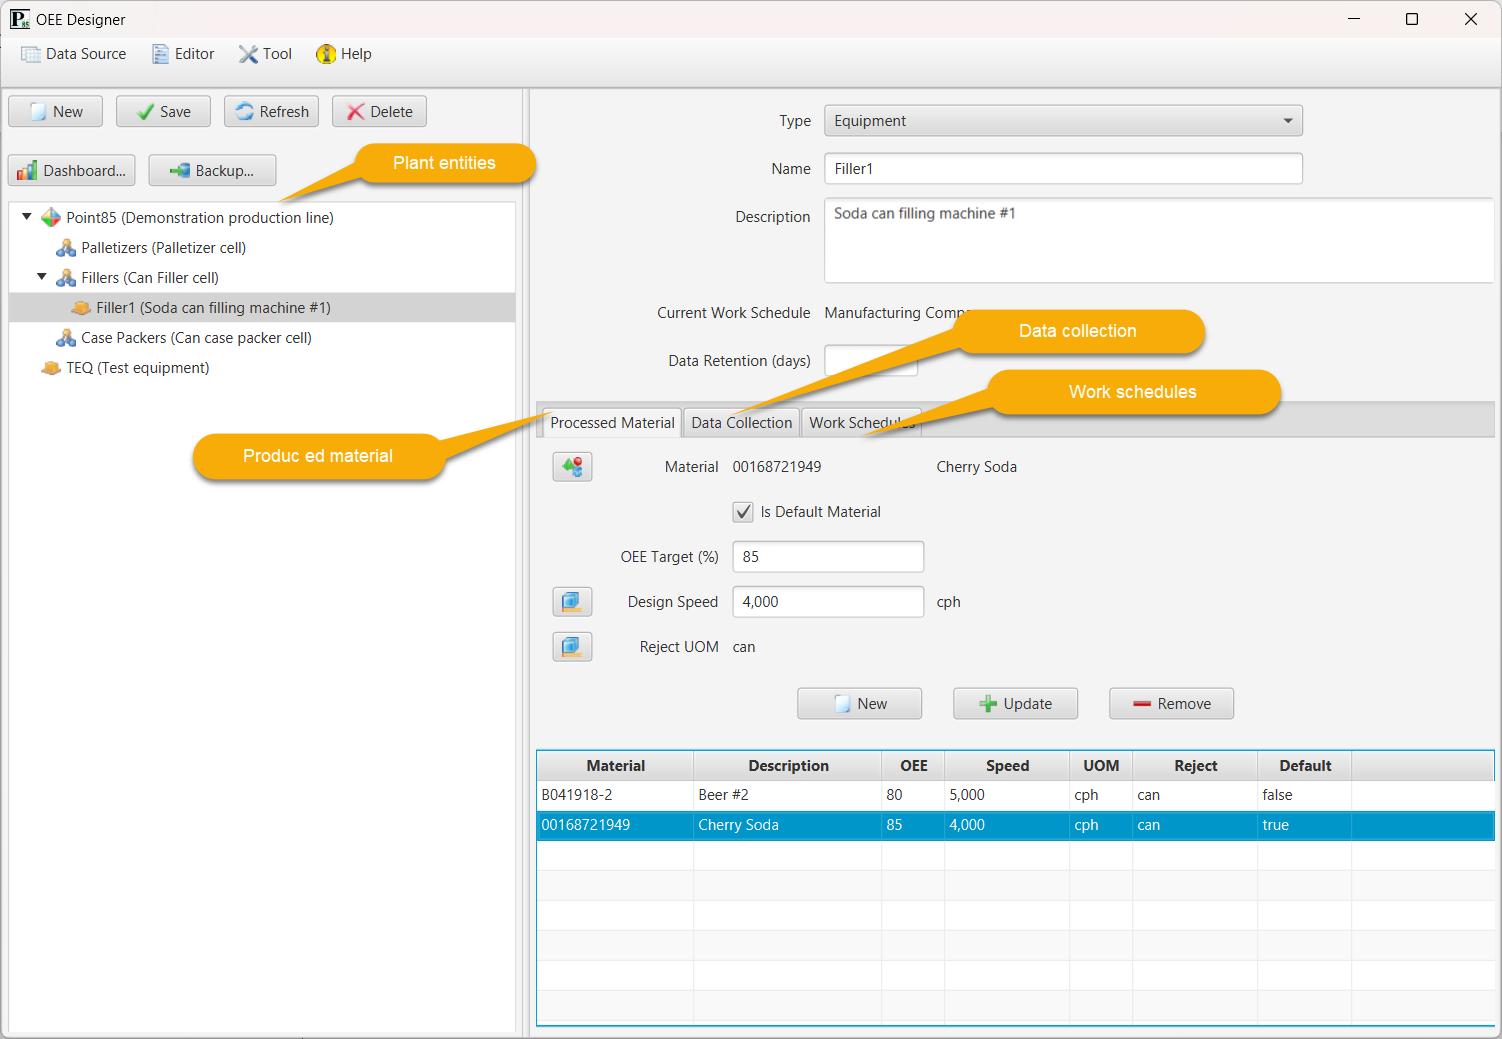 OEE Designer
Data Source Editor Tool Help
New Save Refresh Delete
Dashboard... Backup...
Plant entities
Point85 (Demonstration production line)
Palletizers (Palletizer cell)
Fillers (Can Filler cell)
Filler1 (Soda can filling machine #1)
Case Packers (Can case packer cell)
TEQ (Test equipment)
Type Equipment
Name Filler1
Description Soda can filling machine #1
Current Work Schedule Manufacturing
Data collection
Data Retention (days)
Work schedules
Processed Material Data Collection Work Schedules
Produc ed material
Material 00168721949 Cherry Soda
Is Default Material
OEE Target (%) 85
Design Speed 4,000 cph
Reject UOM can
New Update Remove
Material Description OEE Speed UOM Reject Default
B041918-2 Beer #2 80 5,000 cph can false
00168721949 Cherry Soda 85 4,000 cph can true